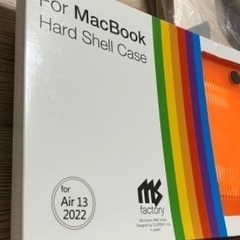 For MacBook
Hard Shell Case
for
Air 13
2022
ms
factory